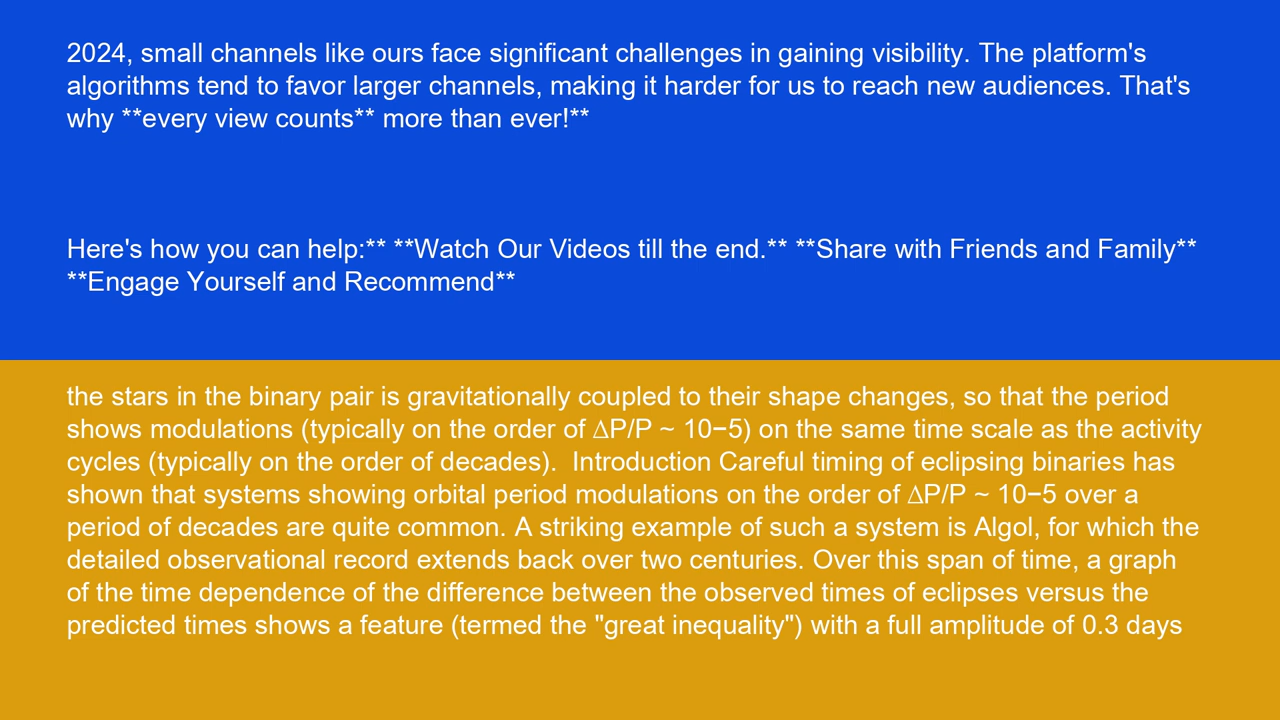 2024, small channels like ours face significant challenges in gaining visibility. The platform's
algorithms tend to favor larger channels, making it harder for us to reach new audiences. That's
why **every view counts** more than ever!**
Here's how you can help:** **Watch Our Videos till the end.** **Share with Friends and Family**
**Engage Yourself and Recommend**
the stars in the binary pair is gravitationally coupled to their shape changes, so that the period
shows modulations (typically on the order of ∆P/P ~ 10−5) on the same time scale as the activity
cycles (typically on the order of decades).  Introduction Careful timing of eclipsing binaries has
shown that systems showing orbital period modulations on the order of ∆P/P ~ 10−5 over a
period of decades are quite common. A striking example of such a system is Algol, for which the
detailed observational record extends back over two centuries. Over this span of time, a graph
of the time dependence of the difference between the observed times of eclipses versus the
predicted times shows a feature (termed the "great inequality") with a full amplitude of 0.3 days